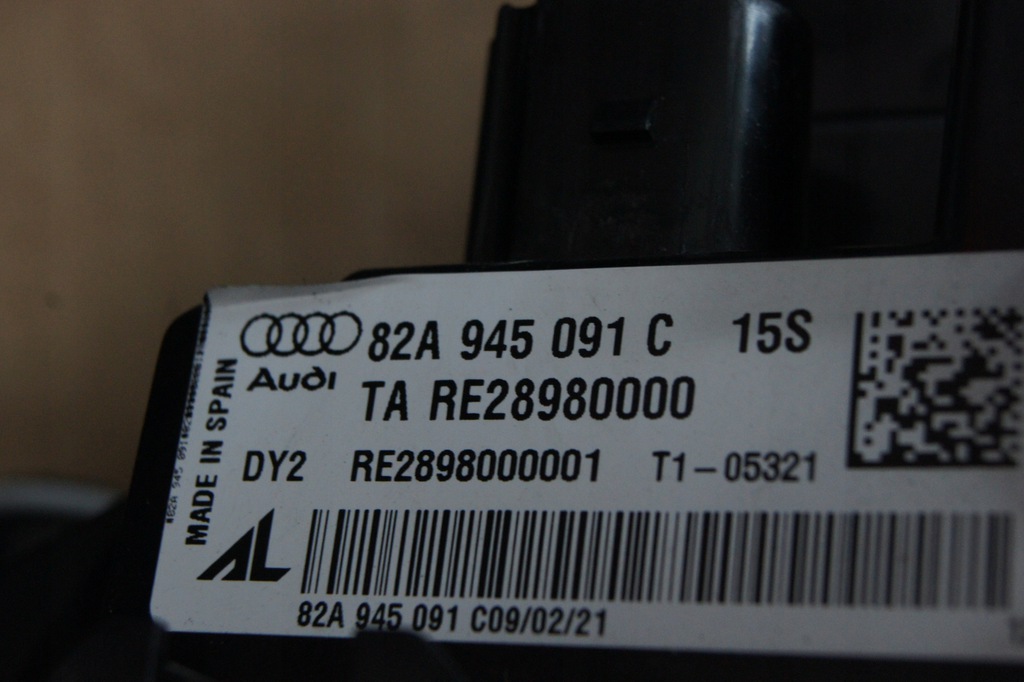 82A 945 091 C 15S
Audi
TA RE28980000
DY2 RE2898000001 T1-05321
MADE IN SPAIN
AL
82A 945 091 C09/02/21